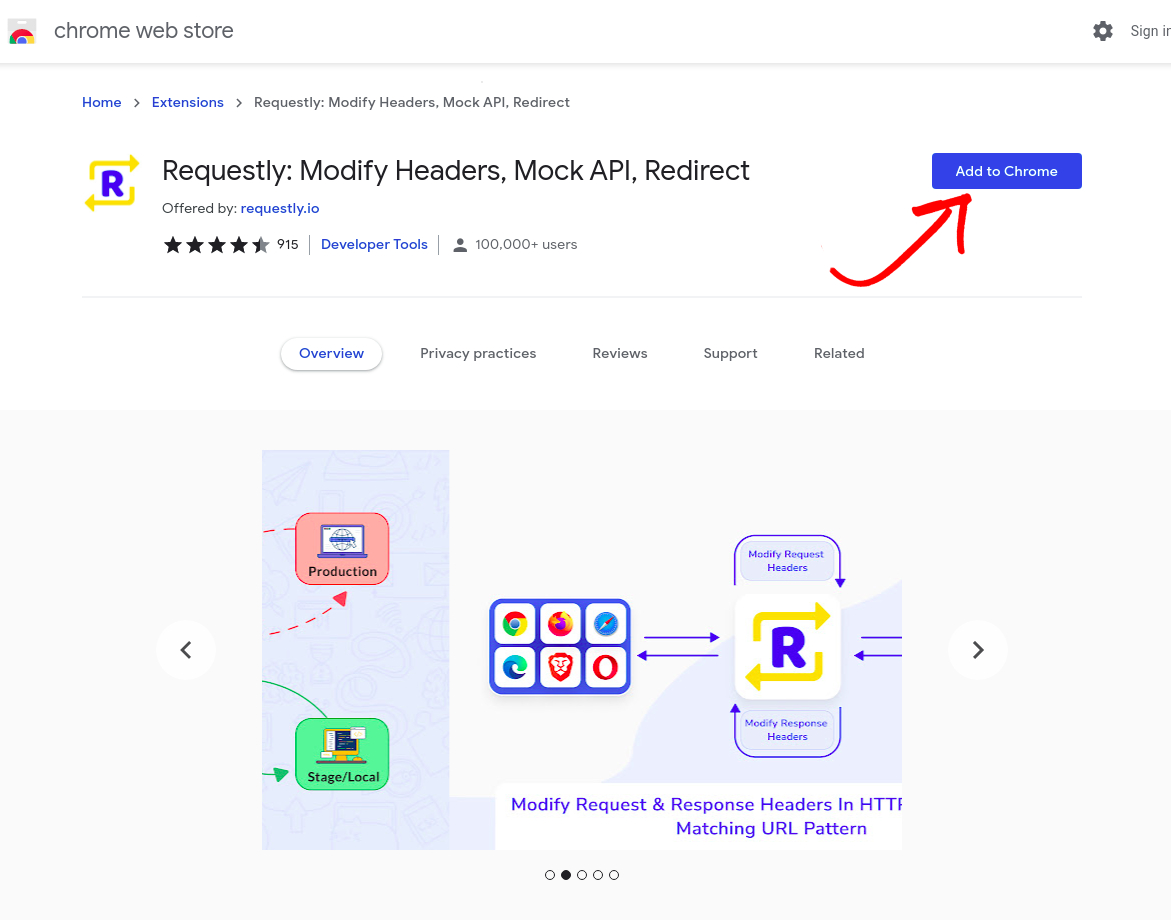 chrome web store
Sign in
Home > Extensions > Requestly: Modify Headers, Mock API, Redirect
R
Requestly: Modify Headers, Mock API, Redirect
Add to Chrome
Offered by: requestly.io
915
Developer Tools
100,000+ users
Overview
Privacy practices
Reviews
Support
Related
Production
Stage/Local
Modify Request
Headers
R
Modify Response
Headers
Modify Request & Response Headers In HTT
Matching URL Pattern